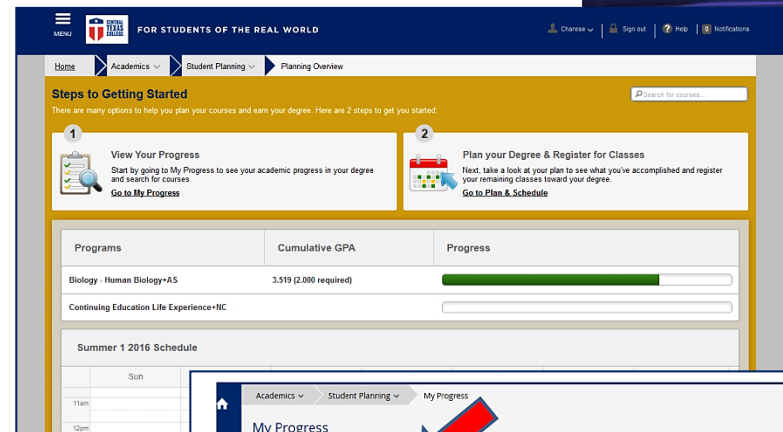 MENU
CENTRAL
TEXAS
COLLEGE.
FOR STUDENTS OF THE REAL WORLD
Charese
Sign out
? Help
0 Notifications
Home
Academics
Student Planning
Planning Overview
Steps to Getting Started
Search for courses...
There are many options to help you plan your courses and earn your degree. Here are 2 steps to get you started:
1
View Your Progress
Start by going to My Progress to see your academic progress in your degree
and search for courses.
Go to My Progress
2
Plan your Degree & Register for Classes
Next, take a look at your plan to see what you've accomplished and register
your remaining classes toward your degree.
Go to Plan & Schedule
Programs
Cumulative GPA
Progress
Biology - Human Biology+AS
3.519 (2.000 required)
Continuing Education Life Experience+NC
Summer 1 2016 Schedule
Sun
11am
12pm
Academics
Student Planning
My Progress
My Progress